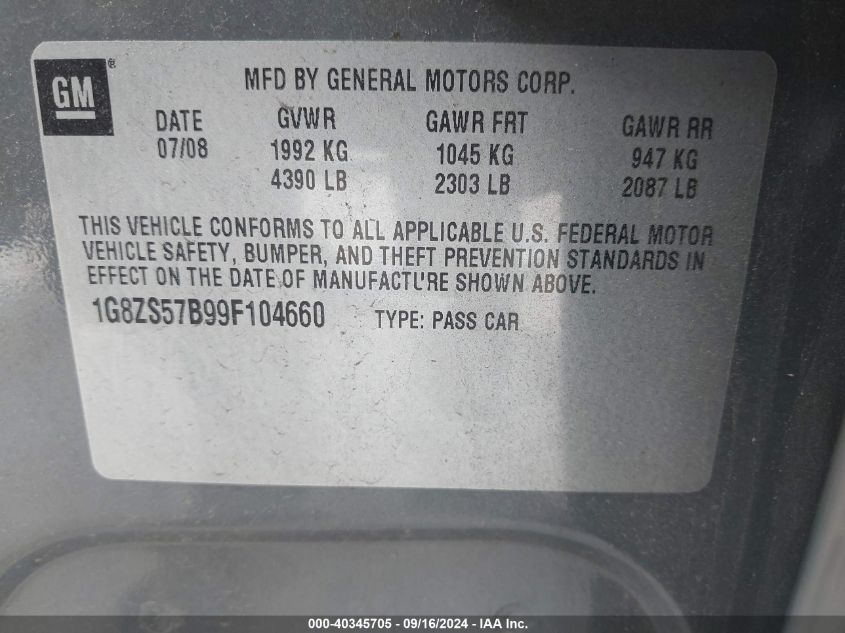 GM ®
MFD BY GENERAL MOTORS CORP.
DATE GVWR GAWR FRT GAWR RR
07/08 1992 KG 1045 KG 947 KG
4390 LB 2303 LB 2087 LB
THIS VEHICLE CONFORMS TO ALL APPLICABLE U.S. FEDERAL MOTOR
VEHICLE SAFETY, BUMPER, AND THEFT PREVENTION STANDARDS IN
EFFECT ON THE DATE OF MANUFACTURE SHOWN ABOVE.
1G8ZS57B99F104660 TYPE: PASS CAR
000-40345705 - 09/16/2024 - IAA Inc.